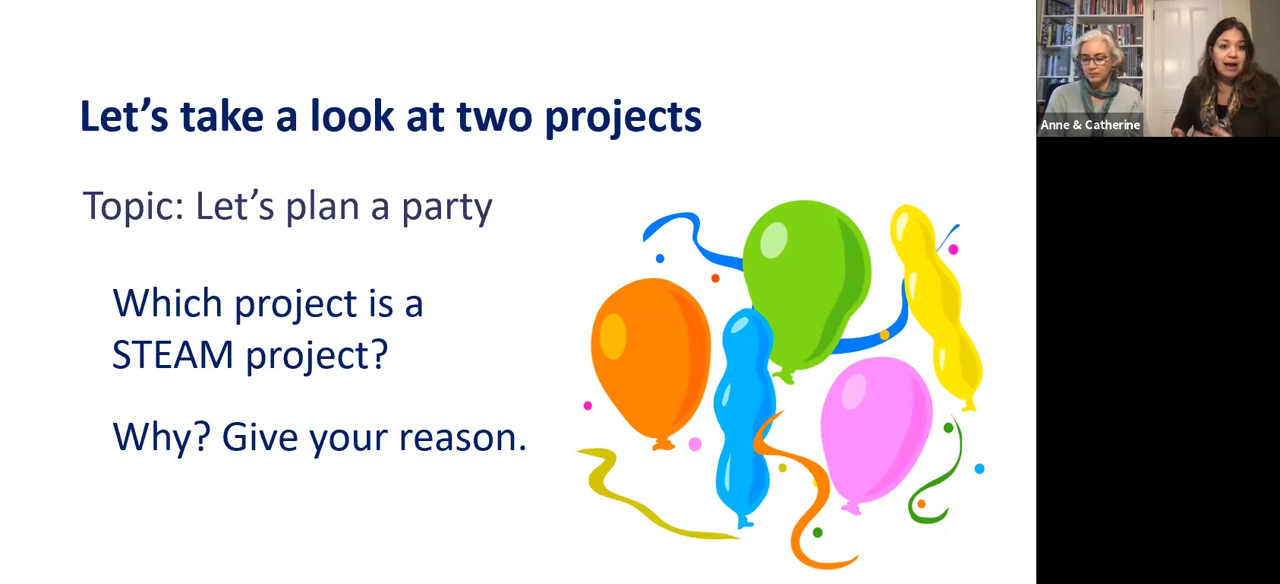 Let's take a look at two projects
Topic: Let's plan a party
Which project is a
STEAM project?
Why? Give your reason.
Anne & Catherine